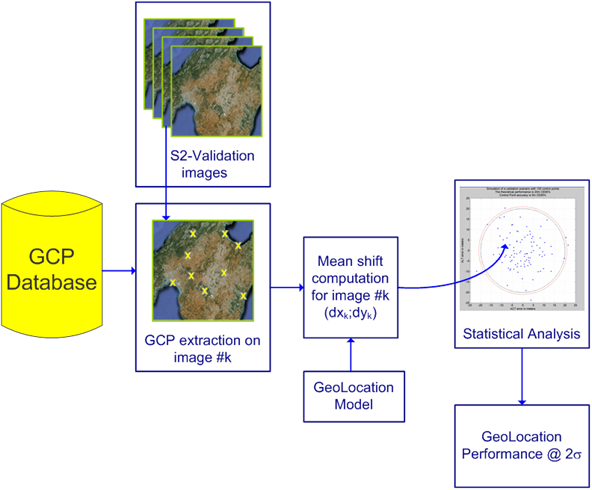 S2-Validation
images
GCP
Database
GCP extraction on
image #k
Mean shift
computation
for image #k
(dxₖ;dyₖ)
GeoLocation
Model
Statistical Analysis
GeoLocation
Performance @ 2σ